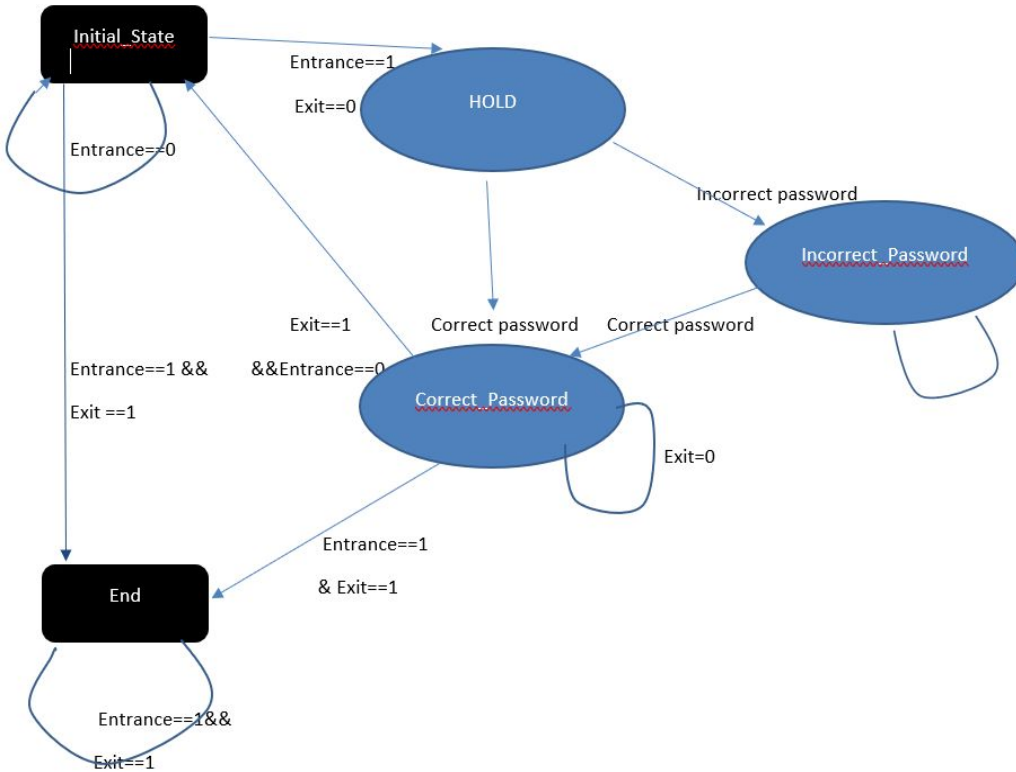 Initial_State
Entrance==1
Exit==0
HOLD
Entrance==0
Incorrect password
Incorrect_Password
Exit==1
&&Entrance==0
Correct password
Correct password
Entrance==1 &&
Exit ==1
Correct_Password
Exit=0
Entrance==1
& Exit==1
End
Entrance==1&&
Exit==1